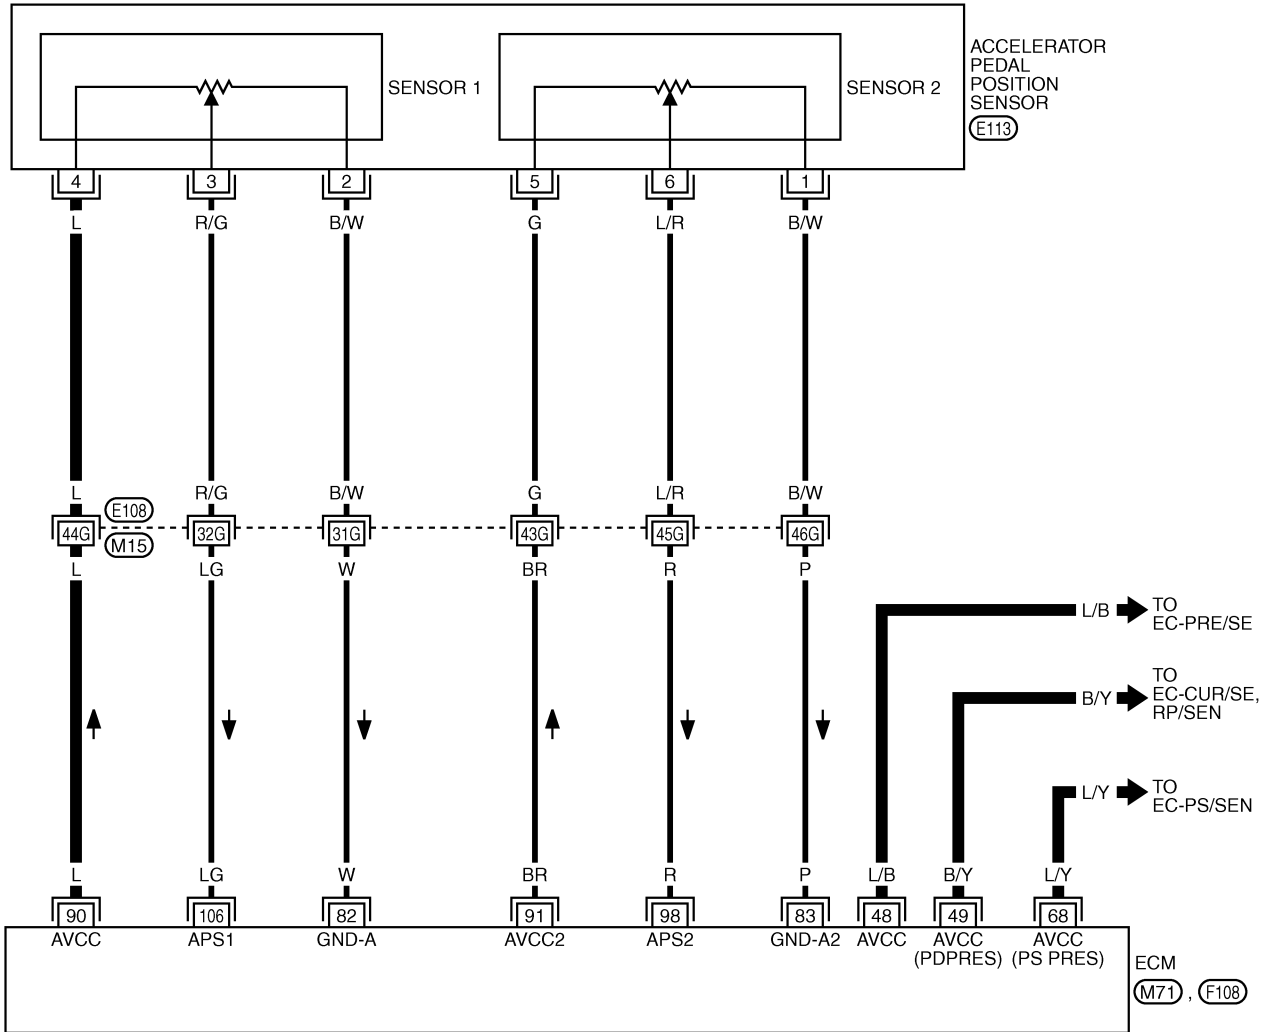 SENSOR 1
SENSOR 2
ACCELERATOR
PEDAL
POSITION
SENSOR
E113
4 3 2 5 6 1
L R/G B/W G L/R B/W
L R/G B/W G L/R B/W
E108
44G 32G 31G 43G 45G 46G
M15
L LG W BR R P
L/B TO
EC-PRE/SE
TO
B/Y EC-CUR/SE,
RP/SEN
L/Y TO
EC-PS/SEN
L LG W BR R P L/B B/Y L/Y
90 106 82 91 98 83 48 49 68
AVCC APS1 GND-A AVCC2 APS2 GND-A2 AVCC AVCC AVCC
(PDPRES) (PS PRES)
ECM
M71 , F108